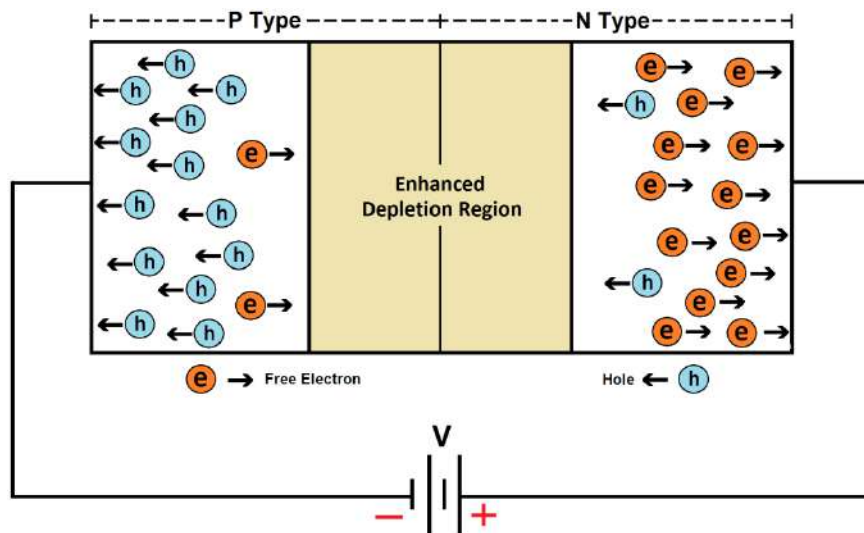 P Type N Type
h e e
h h h e
h
h e e e
h
Enhanced
Depletion Region
e e
h h
e e
h h e
h h
e e
h h e e
e Free Electron Hole h
V
− +